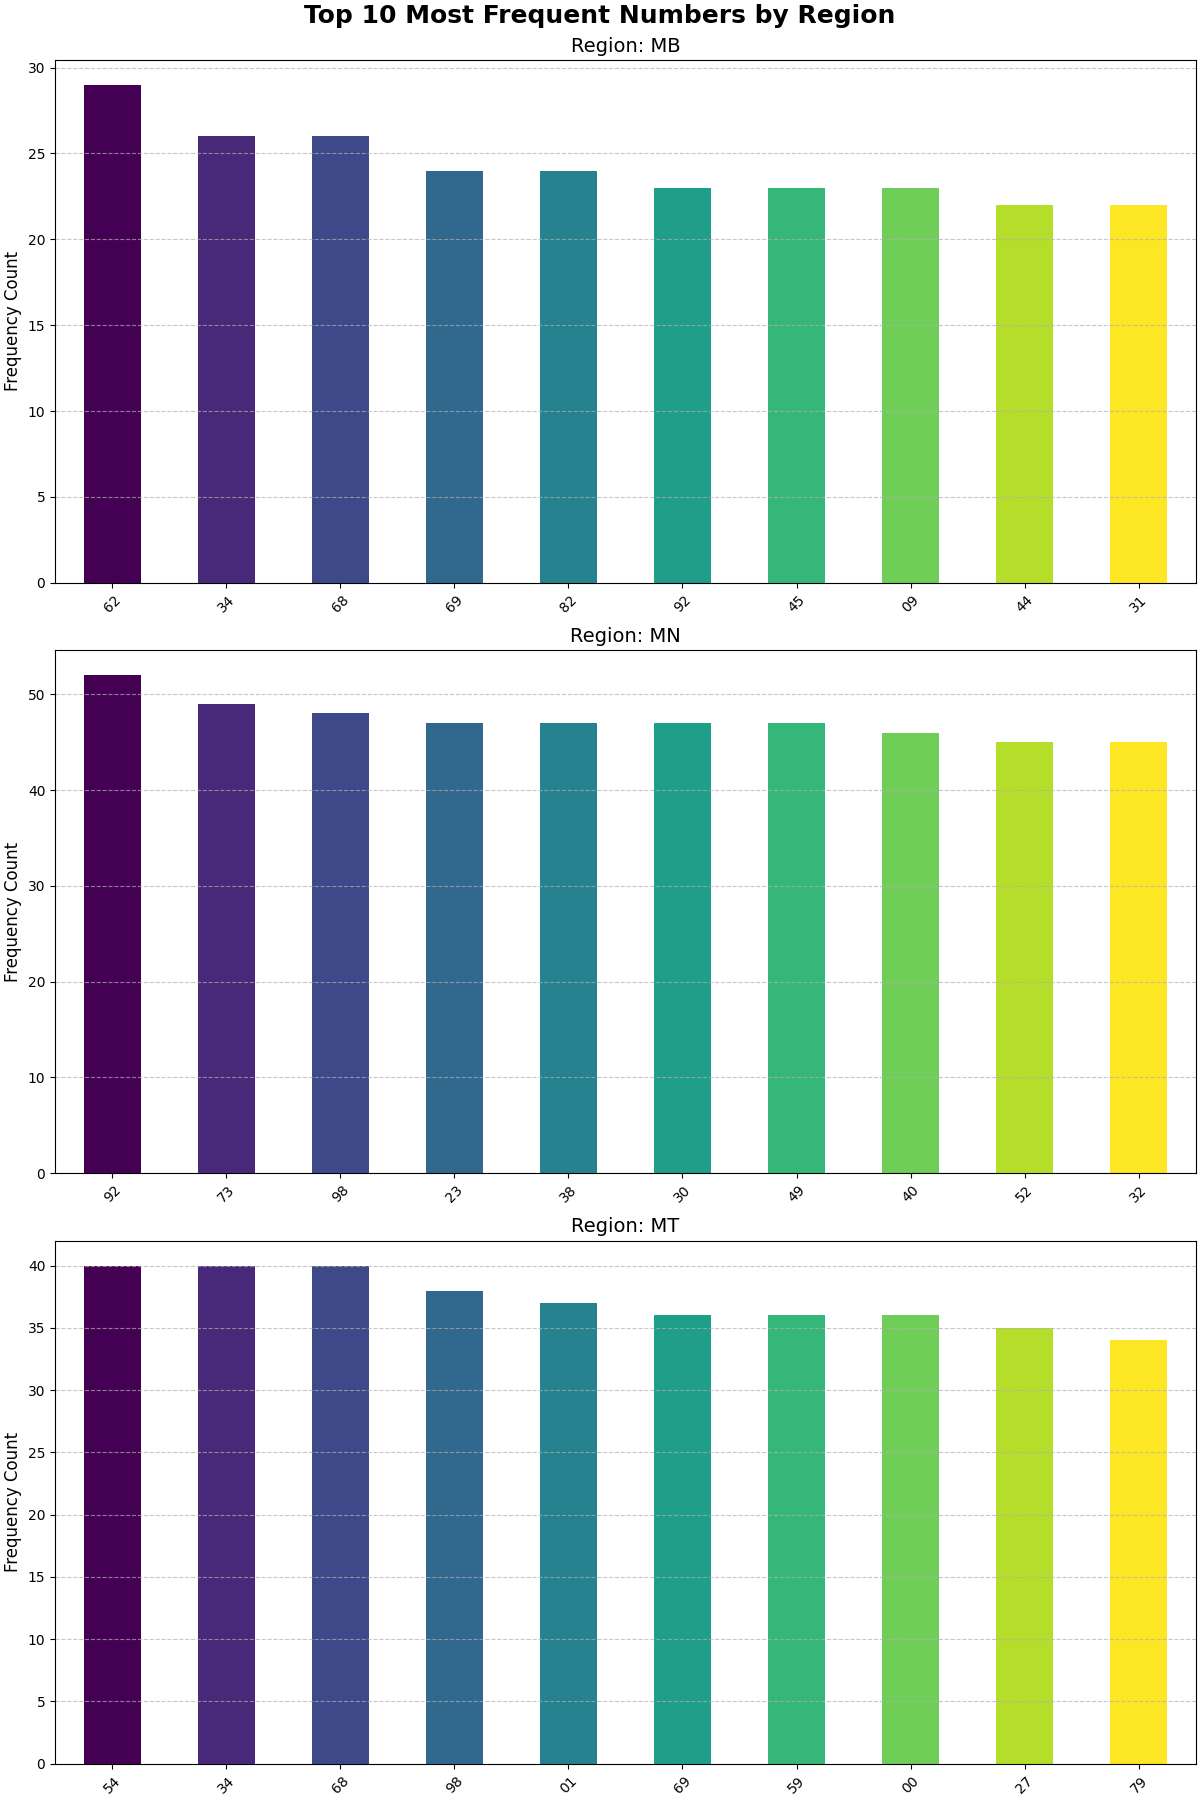 Top 10 Most Frequent Numbers by Region
Region: MB
Frequency Count
30
25
20
15
10
5
0
62 34 68 69 82 92 45 09 44 31
Region: MN
Frequency Count
50
40
30
20
10
0
92 73 98 23 38 30 49 40 52 32
Region: MT
Frequency Count
40
35
30
25
20
15
10
5
0
54 34 68 98 01 69 59 00 27 79